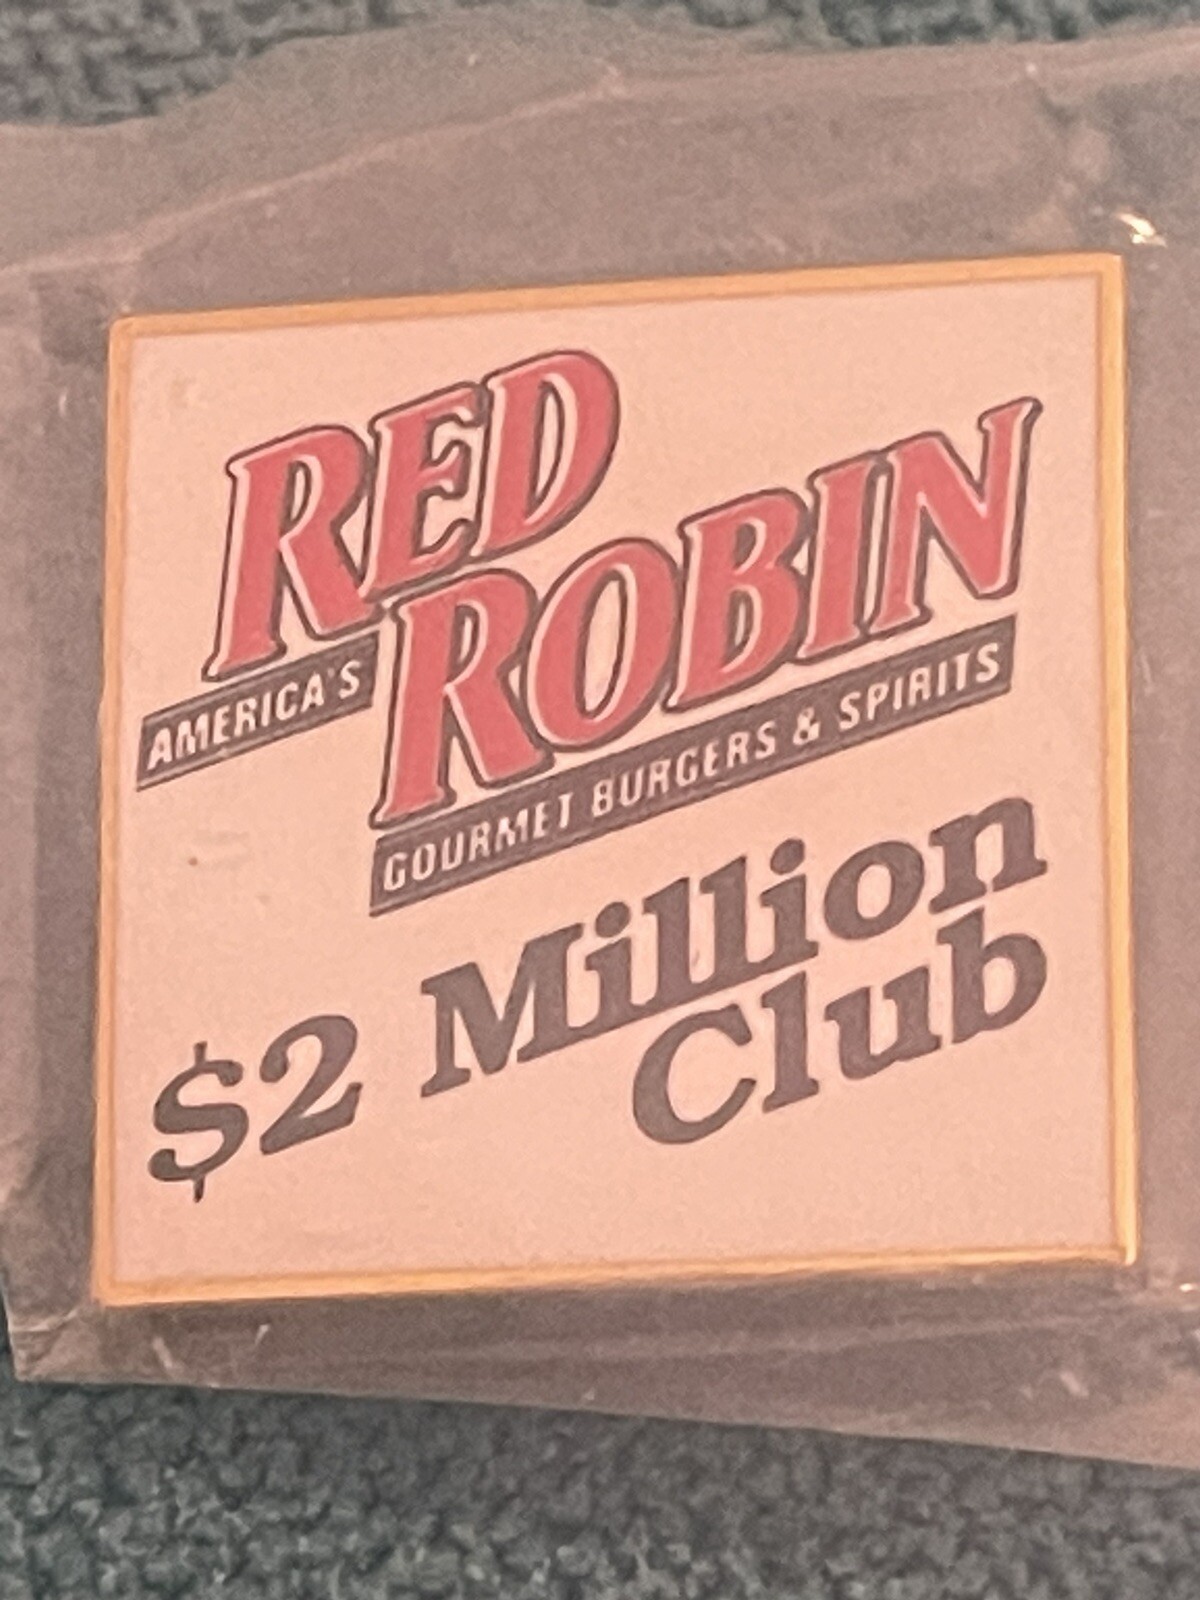 RED
ROBIN
AMERICA'S
GOURMET BURGERS & SPIRITS
$2 Million
Club